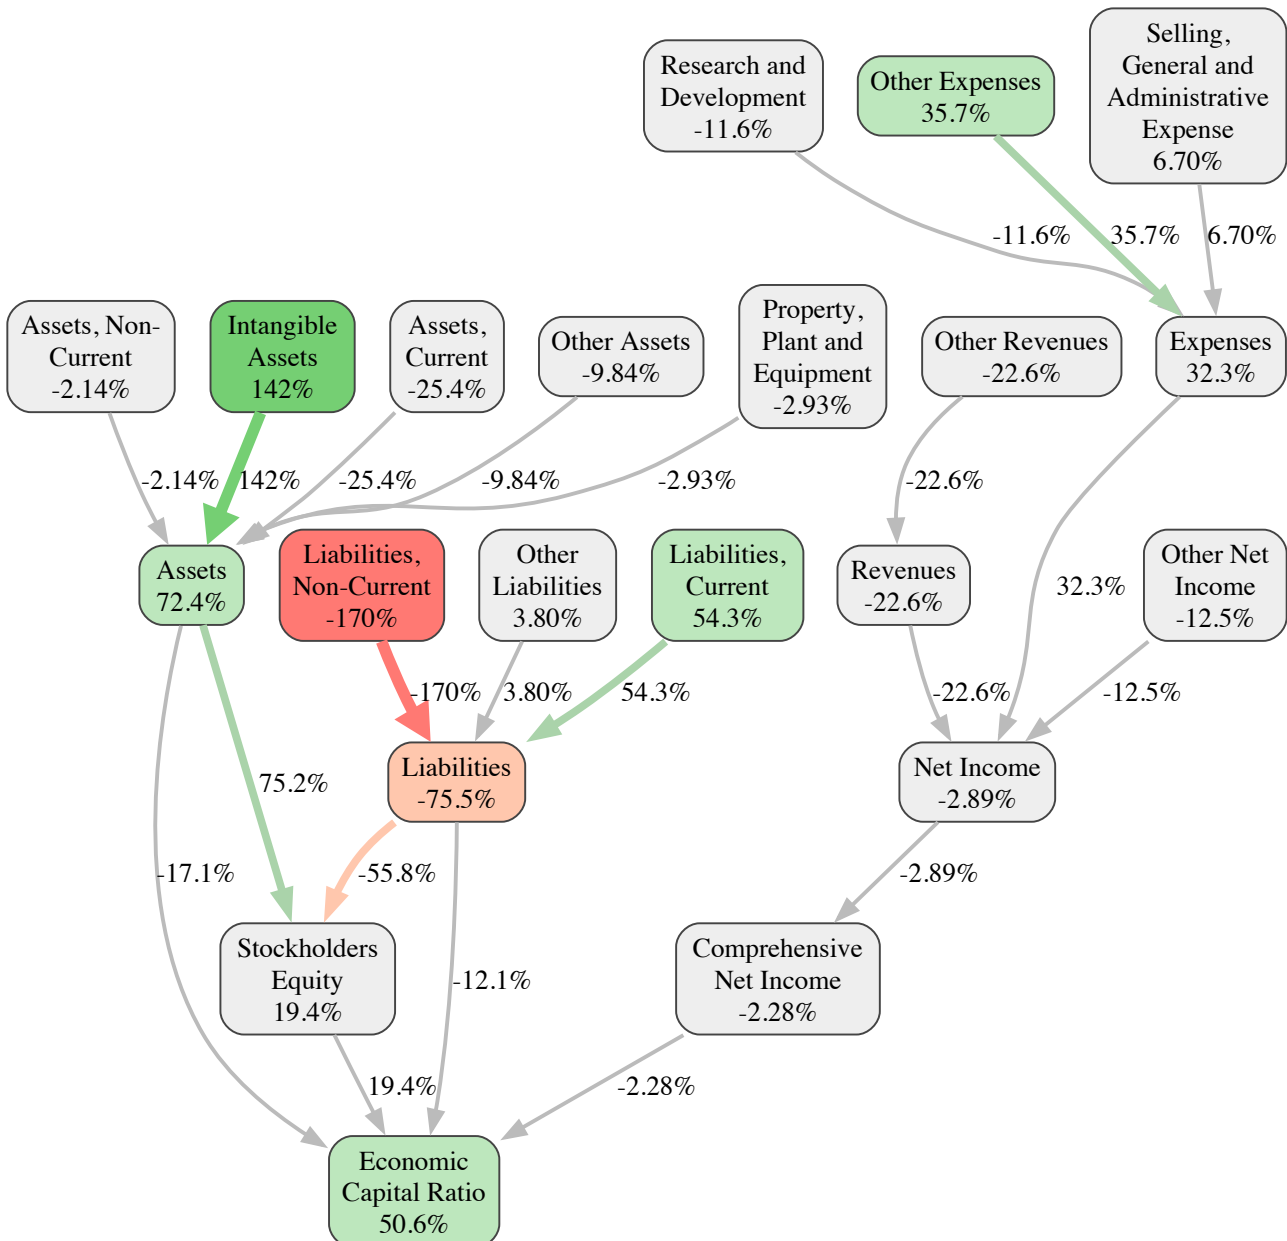 Selling,
General and
Administrative
Expense
6.70%
Research and
Development
-11.6%
Other Expenses
35.7%
-11.6%
35.7%
6.70%
Assets, Non-
Current
-2.14%
Intangible
Assets
142%
Assets,
Current
-25.4%
Other Assets
-9.84%
Property,
Plant and
Equipment
-2.93%
Other Revenues
-22.6%
Expenses
32.3%
-2.14%
142%
-25.4%
-9.84%
-2.93%
-22.6%
Assets
72.4%
Liabilities,
Non-Current
-170%
Other
Liabilities
3.80%
Liabilities,
Current
54.3%
Revenues
-22.6%
32.3%
Other Net
Income
-12.5%
-170%
3.80%
54.3%
-22.6%
-12.5%
75.2%
Liabilities
-75.5%
Net Income
-2.89%
-17.1%
-55.8%
-2.89%
Stockholders
Equity
19.4%
-12.1%
Comprehensive
Net Income
-2.28%
19.4%
-2.28%
Economic
Capital Ratio
50.6%